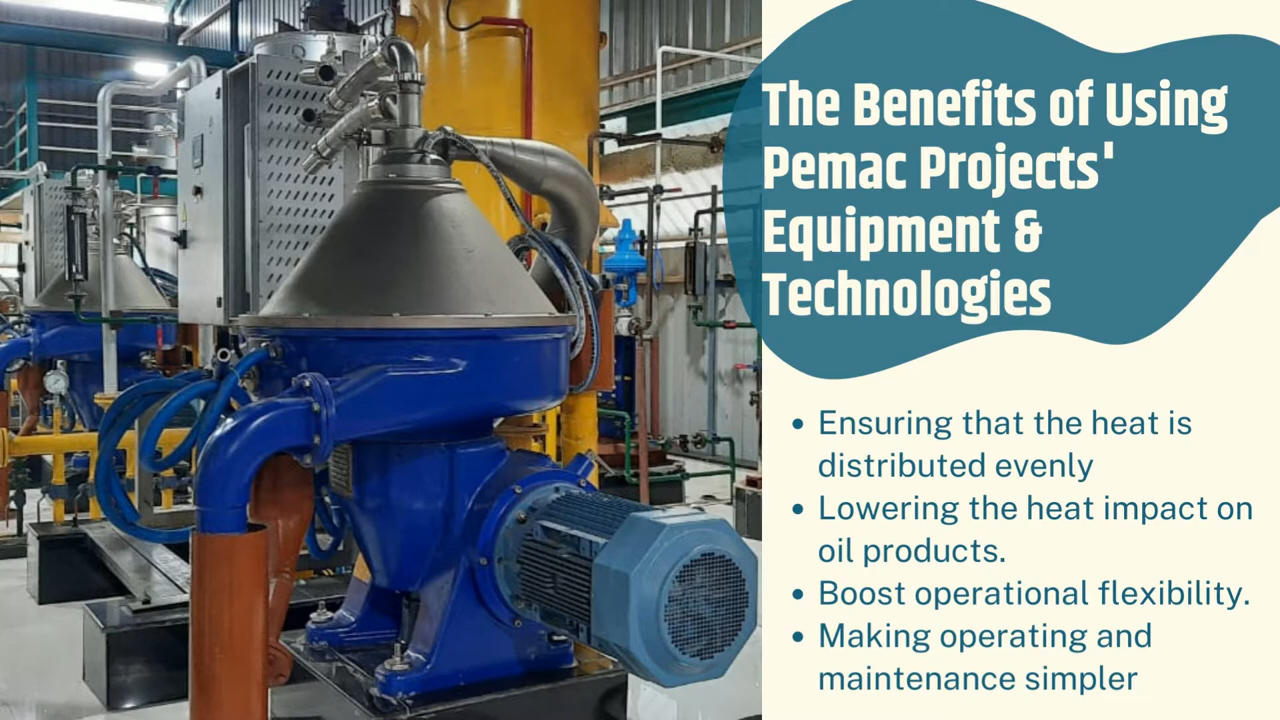 The Benefits of Using
Pemac Projects'
Equipment &
Technologies
• Ensuring that the heat is
distributed evenly
• Lowering the heat impact on
oil products.
• Boost operational flexibility.
• Making operating and
maintenance simpler